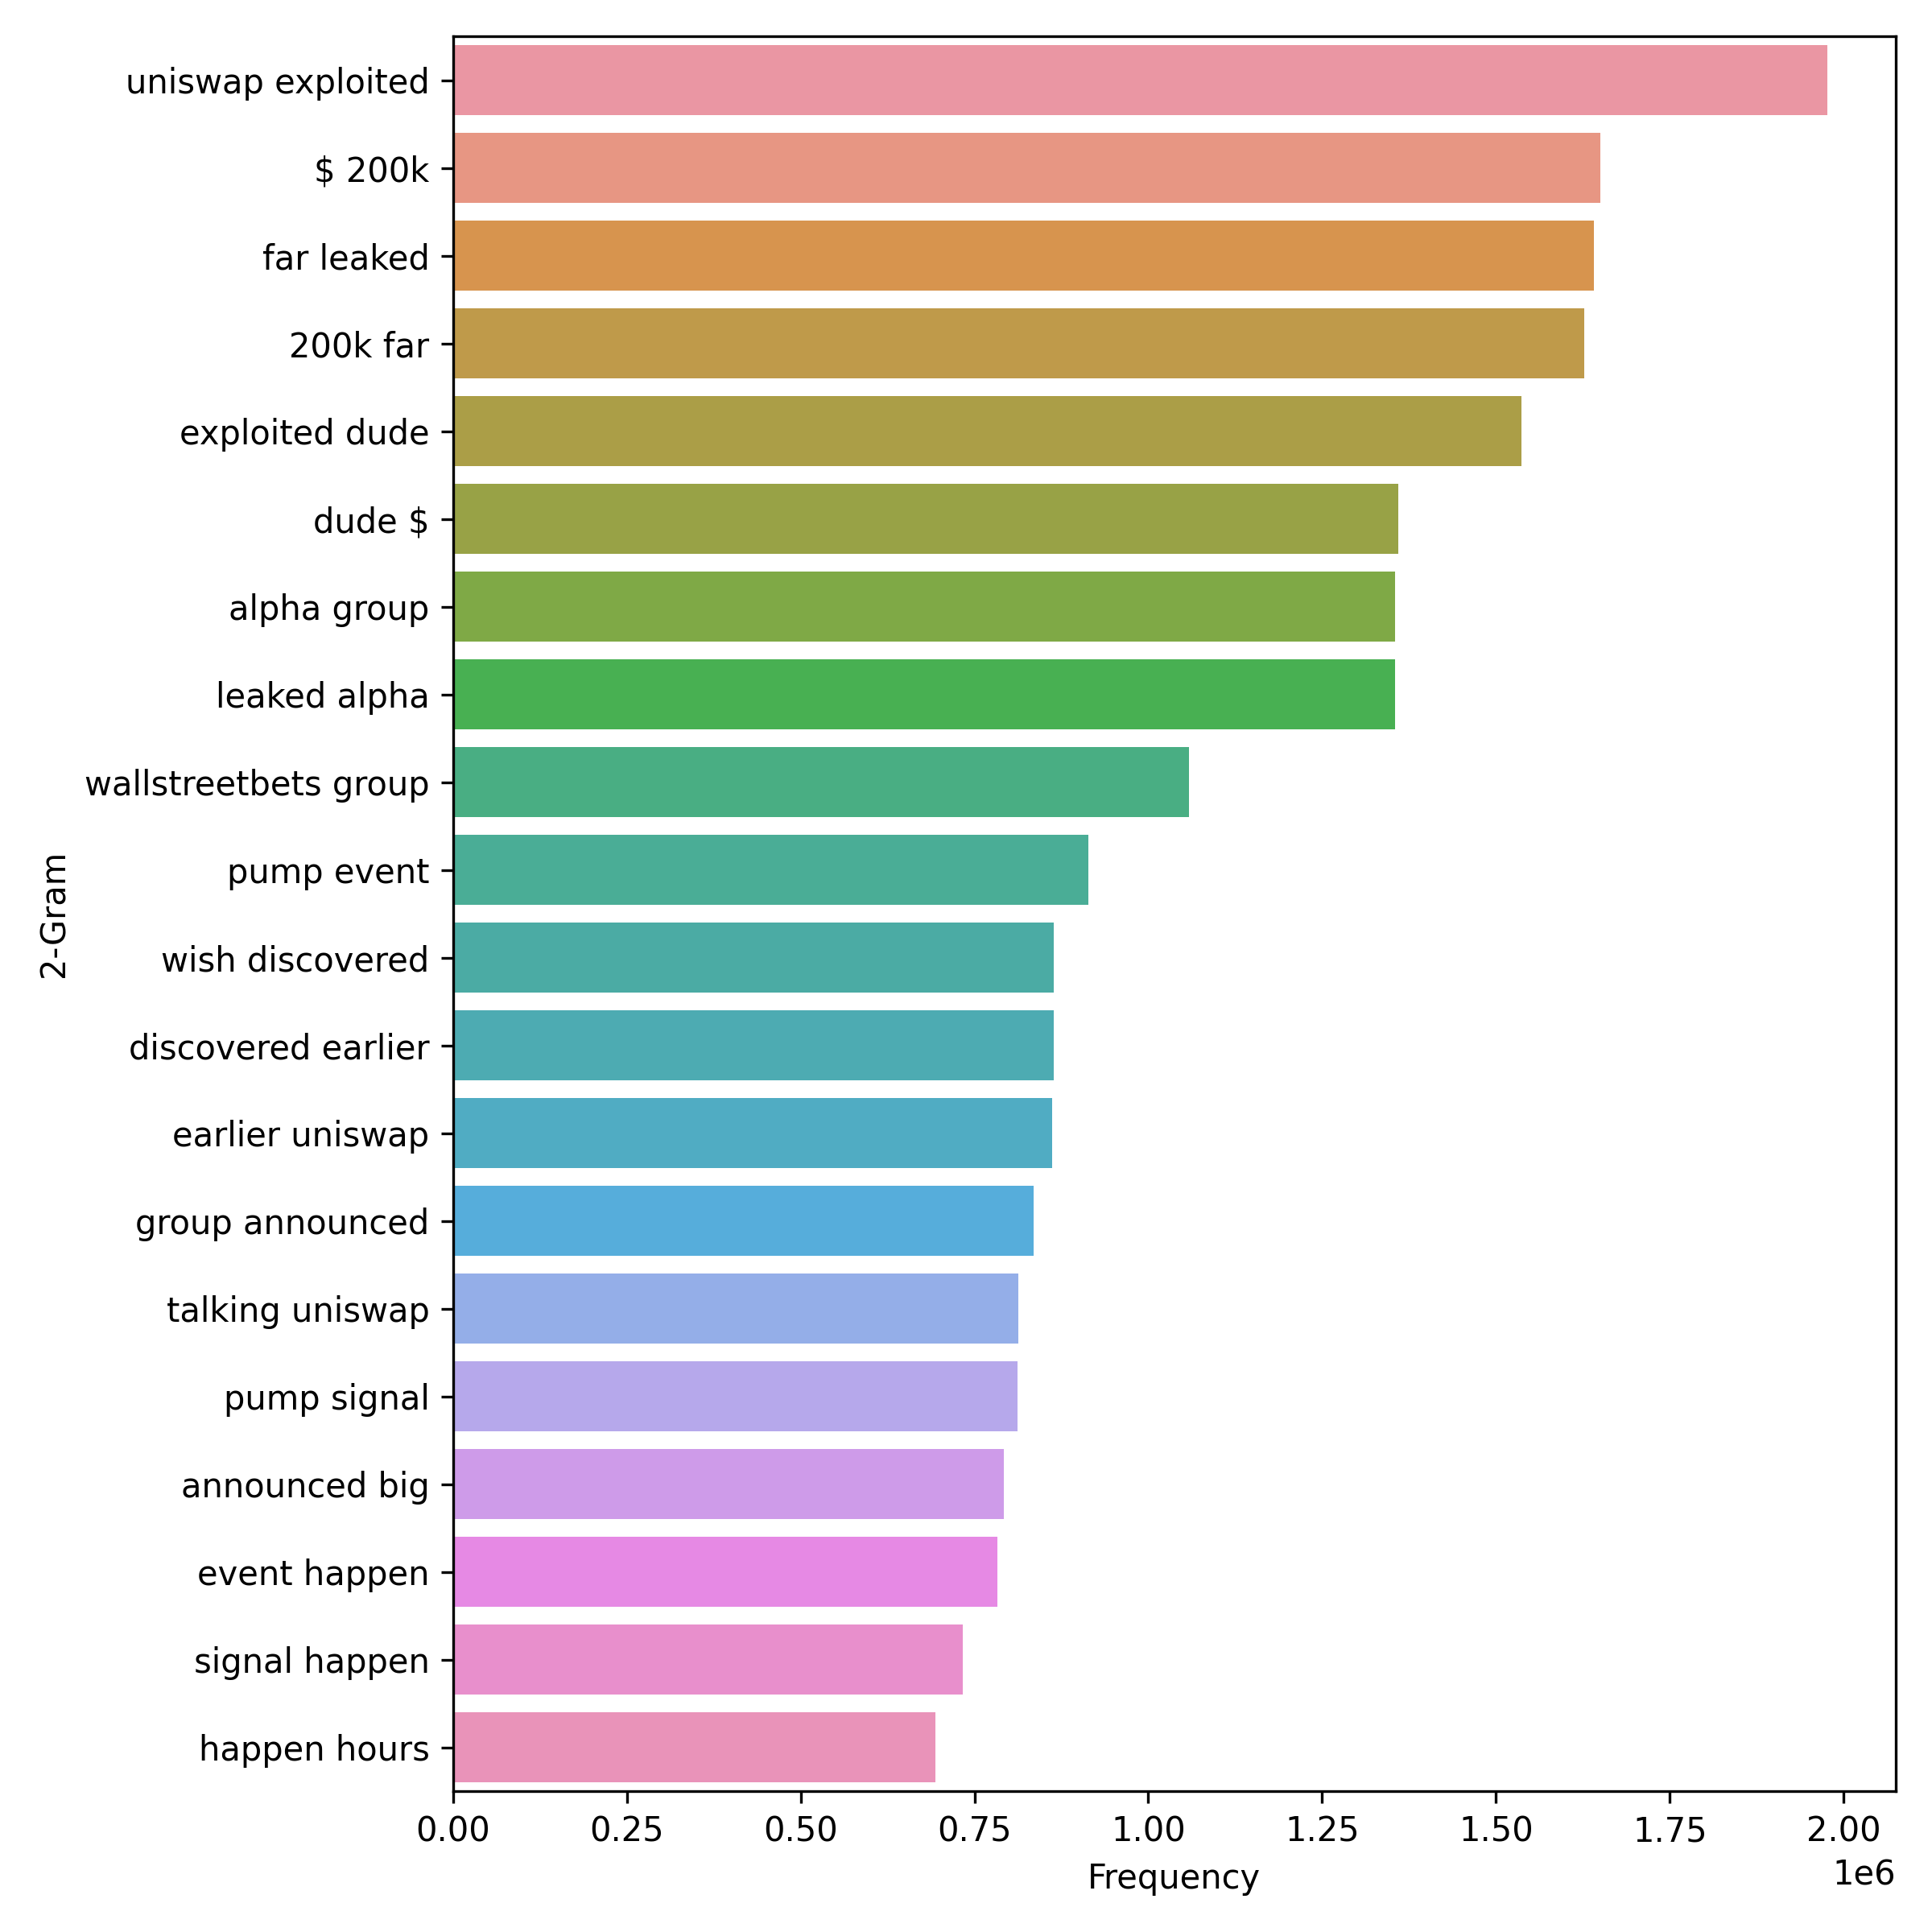 uniswap exploited
$ 200k
far leaked
200k far
exploited dude
dude $
alpha group
leaked alpha
wallstreetbets group
pump event
wish discovered
discovered earlier
earlier uniswap
group announced
talking uniswap
pump signal
announced big
event happen
signal happen
happen hours
2-Gram
0.00 0.25 0.50 0.75 1.00 1.25 1.50 1.75 2.00
1e6
Frequency